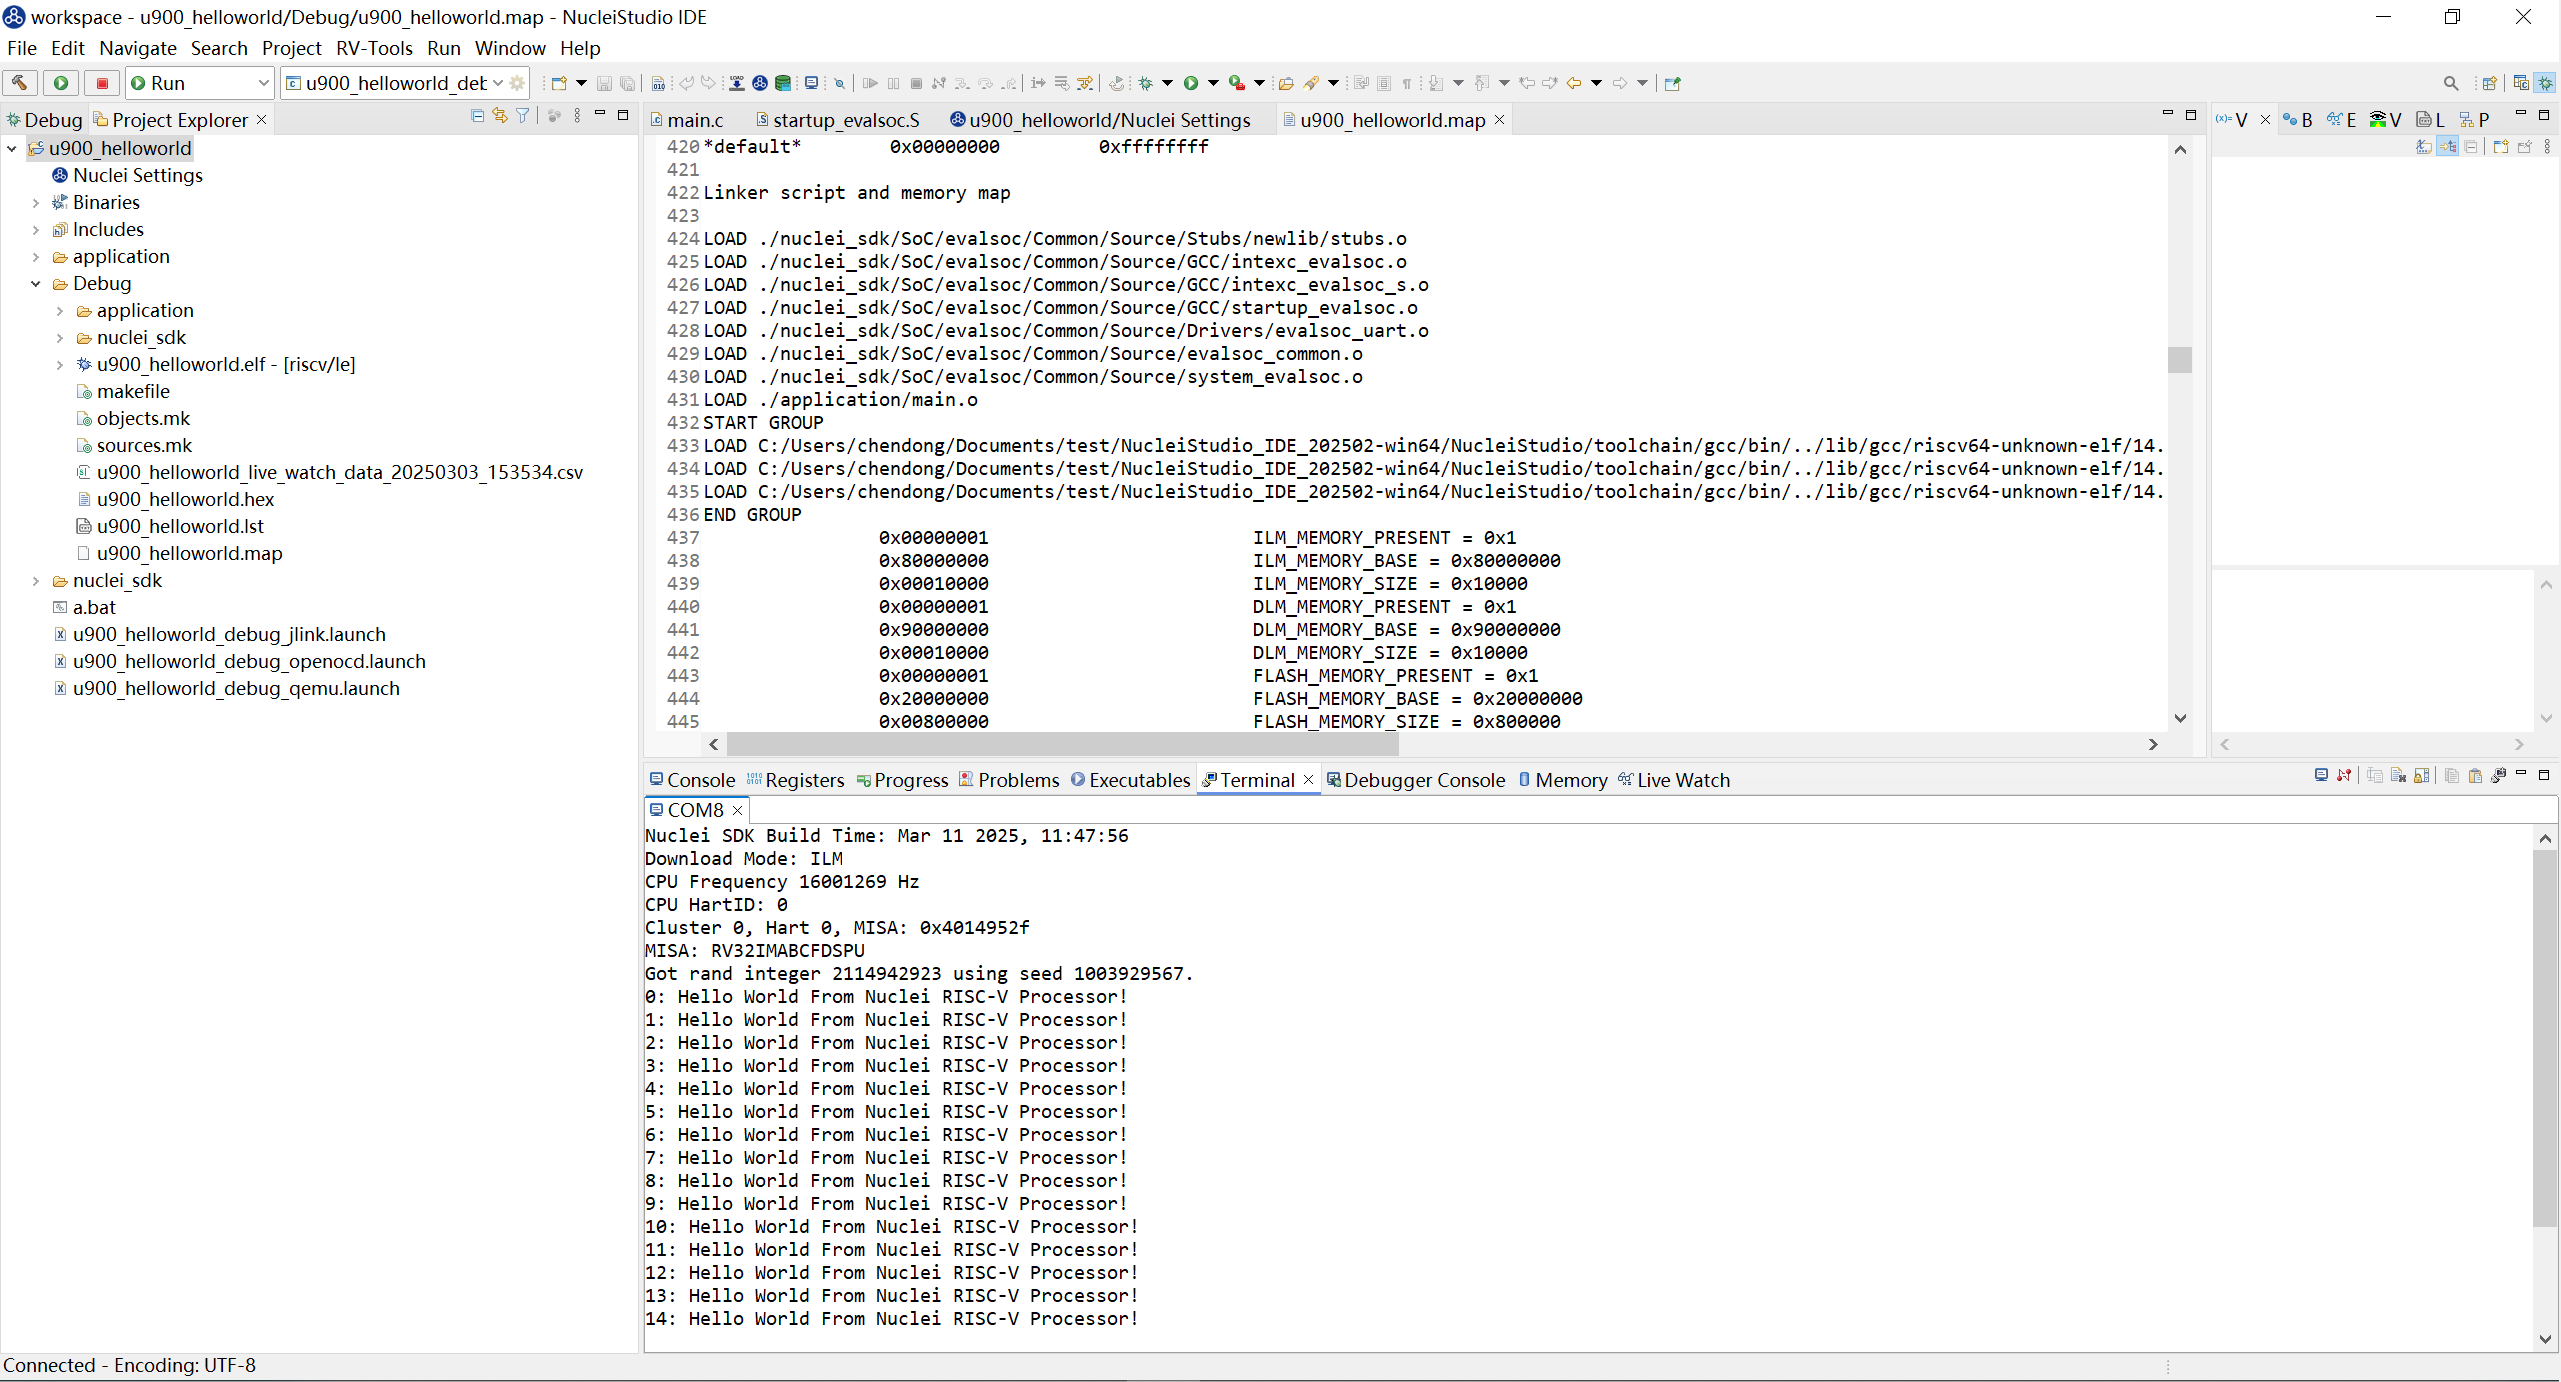 workspace - u900_helloworld/Debug/u900_helloworld.map - NucleiStudio IDE
File Edit Navigate Search Project RV-Tools Run Window Help
Run
u900_helloworld_det
Debug
Project Explorer
u900_helloworld
Nuclei Settings
Binaries
Includes
application
Debug
application
nuclei_sdk
u900_helloworld.elf - [riscv/le]
makefile
objects.mk
sources.mk
u900_helloworld_live_watch_data_20250303_153534.csv
u900_helloworld.hex
u900_helloworld.lst
u900_helloworld.map
nuclei_sdk
a.bat
u900_helloworld_debug_jlink.launch
u900_helloworld_debug_openocd.launch
u900_helloworld_debug_qemu.launch
main.c
startup_evalsoc.S
u900_helloworld/Nuclei Settings
u900_helloworld.map
420 *default* 0x00000000 0xffffffff
421
422 Linker script and memory map
423
424 LOAD ./nuclei_sdk/SoC/evalsoc/Common/Source/Stubs/newlib/stubs.o
425 LOAD ./nuclei_sdk/SoC/evalsoc/Common/Source/GCC/intexc_evalsoc.o
426 LOAD ./nuclei_sdk/SoC/evalsoc/Common/Source/GCC/intexc_evalsoc_s.o
427 LOAD ./nuclei_sdk/SoC/evalsoc/Common/Source/GCC/startup_evalsoc.o
428 LOAD ./nuclei_sdk/SoC/evalsoc/Common/Source/Drivers/evalsoc_uart.o
429 LOAD ./nuclei_sdk/SoC/evalsoc/Common/Source/evalsoc_common.o
430 LOAD ./nuclei_sdk/SoC/evalsoc/Common/Source/system_evalsoc.o
431 LOAD ./application/main.o
432 START GROUP
433 LOAD C:/Users/chendong/Documents/test/NucleiStudio_IDE_202502-win64/NucleiStudio/toolchain/gcc/bin/../lib/gcc/riscv64-unknown-elf/14.
434 LOAD C:/Users/chendong/Documents/test/NucleiStudio_IDE_202502-win64/NucleiStudio/toolchain/gcc/bin/../lib/gcc/riscv64-unknown-elf/14.
435 LOAD C:/Users/chendong/Documents/test/NucleiStudio_IDE_202502-win64/NucleiStudio/toolchain/gcc/bin/../lib/gcc/riscv64-unknown-elf/14.
436 END GROUP
437 0x00000001 ILM_MEMORY_PRESENT = 0x1
438 0x80000000 ILM_MEMORY_BASE = 0x80000000
439 0x00010000 ILM_MEMORY_SIZE = 0x10000
440 0x00000001 DLM_MEMORY_PRESENT = 0x1
441 0x90000000 DLM_MEMORY_BASE = 0x90000000
442 0x00010000 DLM_MEMORY_SIZE = 0x10000
443 0x00000001 FLASH_MEMORY_PRESENT = 0x1
444 0x20000000 FLASH_MEMORY_BASE = 0x20000000
445 0x00800000 FLASH_MEMORY_SIZE = 0x800000
V B E V L P
Console Registers Progress Problems Executables Terminal Debugger Console Memory Live Watch
COM8
Nuclei SDK Build Time: Mar 11 2025, 11:47:56
Download Mode: ILM
CPU Frequency 16001269 Hz
CPU HartID: 0
Cluster 0, Hart 0, MISA: 0x4014952f
MISA: RV32IMABCFDSPU
Got rand integer 2114942923 using seed 1003929567.
0: Hello World From Nuclei RISC-V Processor!
1: Hello World From Nuclei RISC-V Processor!
2: Hello World From Nuclei RISC-V Processor!
3: Hello World From Nuclei RISC-V Processor!
4: Hello World From Nuclei RISC-V Processor!
5: Hello World From Nuclei RISC-V Processor!
6: Hello World From Nuclei RISC-V Processor!
7: Hello World From Nuclei RISC-V Processor!
8: Hello World From Nuclei RISC-V Processor!
9: Hello World From Nuclei RISC-V Processor!
10: Hello World From Nuclei RISC-V Processor!
11: Hello World From Nuclei RISC-V Processor!
12: Hello World From Nuclei RISC-V Processor!
13: Hello World From Nuclei RISC-V Processor!
14: Hello World From Nuclei RISC-V Processor!
Connected - Encoding: UTF-8